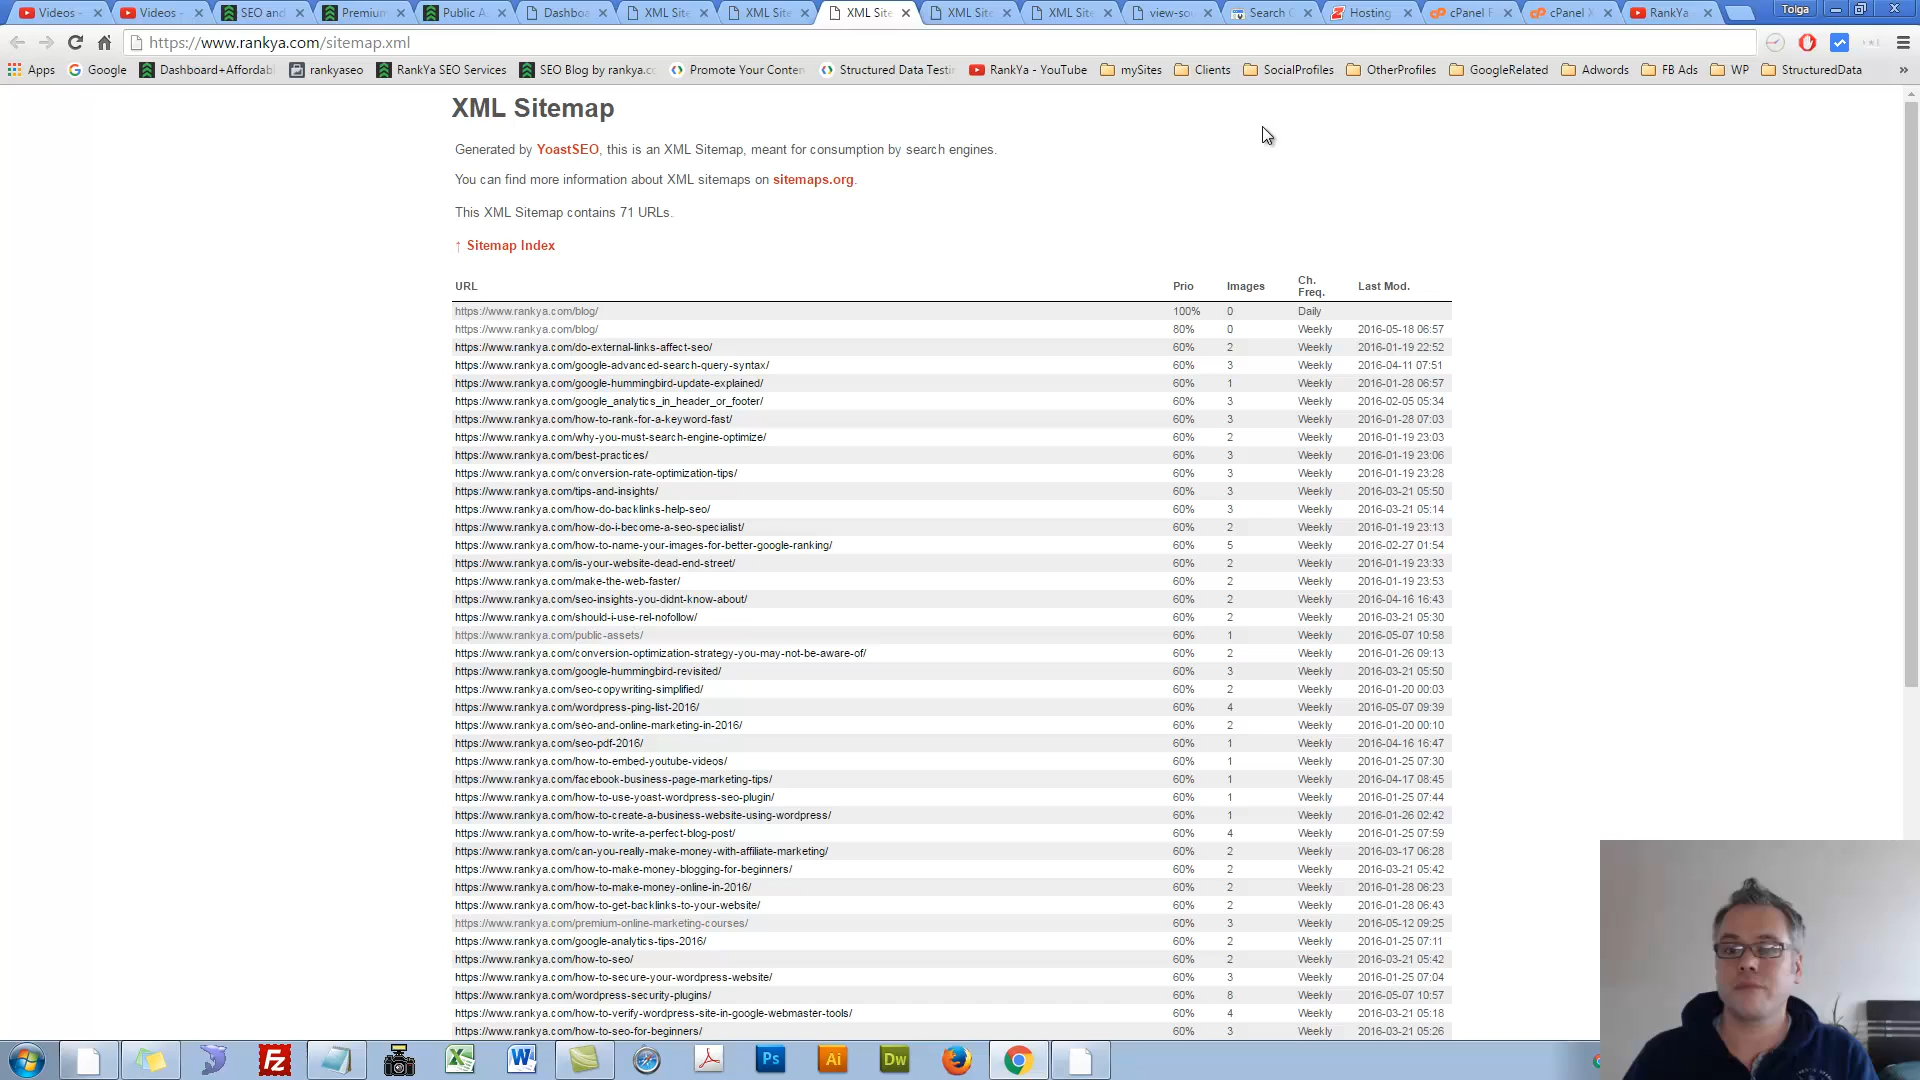 Videos -
Videos -
SEO and
Premium
Public A
Dashboa
XML Site
XML Site
XML Site
XML Site
XML Site
view-sou
Search C
Hosting
cPanel F
cPanel X
RankYa
Tolga
https://www.rankya.com/sitemap.xml
Apps
Google
Dashboard+Affordabl
rankyaseo
RankYa SEO Services
SEO Blog by rankya.co
Promote Your Conten
Structured Data Testin
RankYa - YouTube
mySites
Clients
SocialProfiles
OtherProfiles
GoogleRelated
Adwords
FB Ads
WP
StructuredData
»
XML Sitemap
Generated by YoastSEO, this is an XML Sitemap, meant for consumption by search engines.
You can find more information about XML sitemaps on sitemaps.org.
This XML Sitemap contains 71 URLs.
↑ Sitemap Index
URL Prio Images Ch. Freq. Last Mod.
https://www.rankya.com/blog/ 100% 0 Daily
https://www.rankya.com/blog/ 80% 0 Weekly 2016-05-18 06:57
https://www.rankya.com/do-external-links-affect-seo/ 60% 2 Weekly 2016-01-19 22:52
https://www.rankya.com/google-advanced-search-query-syntax/ 60% 3 Weekly 2016-04-11 07:51
https://www.rankya.com/google-hummingbird-update-explained/ 60% 1 Weekly 2016-01-28 06:57
https://www.rankya.com/google_analytics_in_header_or_footer/ 60% 3 Weekly 2016-02-05 05:34
https://www.rankya.com/how-to-rank-for-a-keyword-fast/ 60% 3 Weekly 2016-01-28 07:03
https://www.rankya.com/why-you-must-search-engine-optimize/ 60% 2 Weekly 2016-01-19 23:03
https://www.rankya.com/best-practices/ 60% 3 Weekly 2016-01-19 23:06
https://www.rankya.com/conversion-rate-optimization-tips/ 60% 3 Weekly 2016-01-19 23:28
https://www.rankya.com/tips-and-insights/ 60% 3 Weekly 2016-03-21 05:50
https://www.rankya.com/how-do-backlinks-help-seo/ 60% 3 Weekly 2016-03-21 05:14
https://www.rankya.com/how-do-i-become-a-seo-specialist/ 60% 2 Weekly 2016-01-19 23:13
https://www.rankya.com/how-to-name-your-images-for-better-google-ranking/ 60% 5 Weekly 2016-02-27 01:54
https://www.rankya.com/is-your-website-dead-end-street/ 60% 2 Weekly 2016-01-19 23:33
https://www.rankya.com/make-the-web-faster/ 60% 2 Weekly 2016-01-19 23:53
https://www.rankya.com/seo-insights-you-didnt-know-about/ 60% 2 Weekly 2016-04-16 16:43
https://www.rankya.com/should-i-use-rel-nofollow/ 60% 2 Weekly 2016-03-21 05:30
https://www.rankya.com/public-assets/ 60% 1 Weekly 2016-05-07 10:58
https://www.rankya.com/conversion-optimization-strategy-you-may-not-be-aware-of/ 60% 2 Weekly 2016-01-26 09:13
https://www.rankya.com/google-hummingbird-revisited/ 60% 3 Weekly 2016-03-21 05:50
https://www.rankya.com/seo-copywriting-simplified/ 60% 2 Weekly 2016-01-20 00:03
https://www.rankya.com/wordpress-ping-list-2016/ 60% 4 Weekly 2016-05-07 09:39
https://www.rankya.com/seo-and-online-marketing-in-2016/ 60% 2 Weekly 2016-01-20 00:10
https://www.rankya.com/seo-pdf-2016/ 60% 1 Weekly 2016-04-16 16:47
https://www.rankya.com/how-to-embed-youtube-videos/ 60% 1 Weekly 2016-01-25 07:30
https://www.rankya.com/facebook-business-page-marketing-tips/ 60% 1 Weekly 2016-04-17 08:45
https://www.rankya.com/how-to-use-yoast-wordpress-seo-plugin/ 60% 1 Weekly 2016-01-25 07:44
https://www.rankya.com/how-to-create-a-business-website-using-wordpress/ 60% 1 Weekly 2016-01-26 02:42
https://www.rankya.com/how-to-write-a-perfect-blog-post/ 60% 4 Weekly 2016-01-25 07:59
https://www.rankya.com/can-you-really-make-money-with-affiliate-marketing/ 60% 2 Weekly 2016-03-17 06:28
https://www.rankya.com/how-to-make-money-blogging-for-beginners/ 60% 2 Weekly 2016-03-21 05:42
https://www.rankya.com/how-to-make-money-online-in-2016/ 60% 2 Weekly 2016-01-28 06:23
https://www.rankya.com/how-to-get-backlinks-to-your-website/ 60% 2 Weekly 2016-01-28 06:43
https://www.rankya.com/premium-online-marketing-courses/ 60% 3 Weekly 2016-05-12 09:25
https://www.rankya.com/google-analytics-tips-2016/ 60% 2 Weekly 2016-01-25 07:11
https://www.rankya.com/how-to-seo/ 60% 2 Weekly 2016-03-21 05:42
https://www.rankya.com/how-to-secure-your-wordpress-website/ 60% 3 Weekly 2016-01-25 07:04
https://www.rankya.com/wordpress-security-plugins/ 60% 8 Weekly 2016-05-07 10:57
https://www.rankya.com/how-to-verify-wordpress-site-in-google-webmaster-tools/ 60% 4 Weekly 2016-03-21 05:18
https://www.rankya.com/how-to-seo-for-beginners/ 60% 3 Weekly 2016-03-21 05:26
Fz
X
W
Ps
Ai
Dw